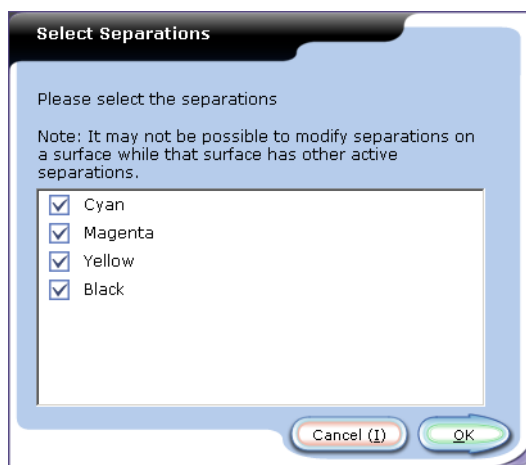 Select Separations
Please select the separations
Note: It may not be possible to modify separations on
a surface while that surface has other active
separations.
Cyan
Magenta
Yellow
Black
Cancel (I)
OK